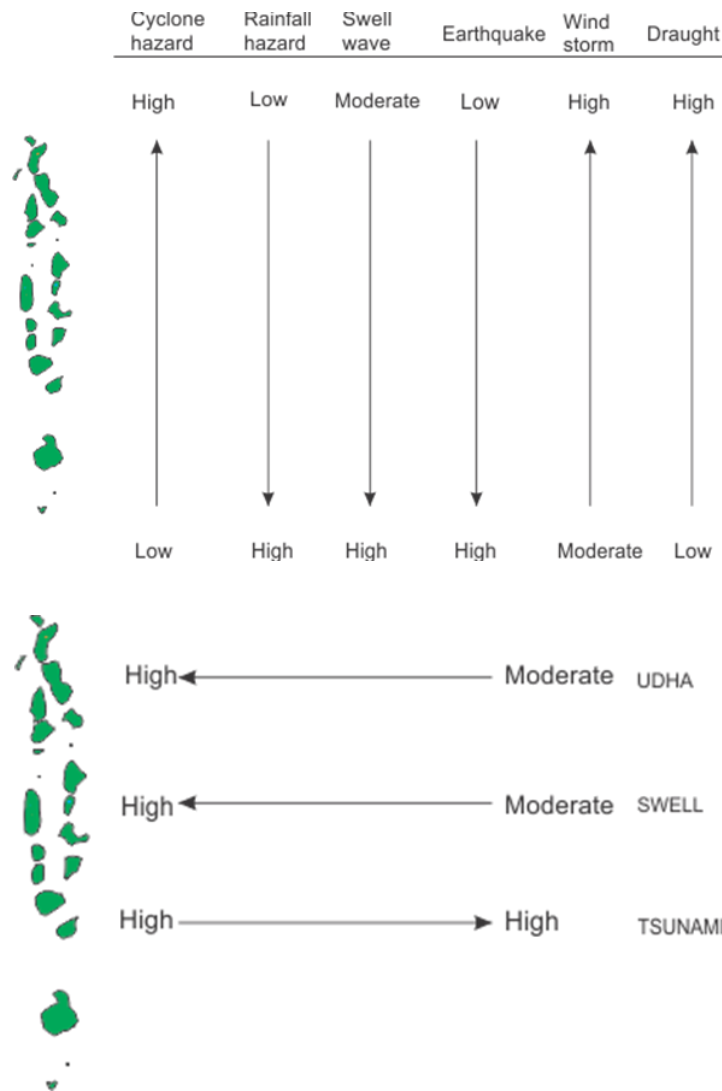 Cyclone Rainfall Swell Wind
hazard hazard wave Earthquake storm Draught
High Low Moderate Low High High
Low High High High Moderate Low
High Moderate UDHA
High Moderate SWELL
High High TSUNAMI